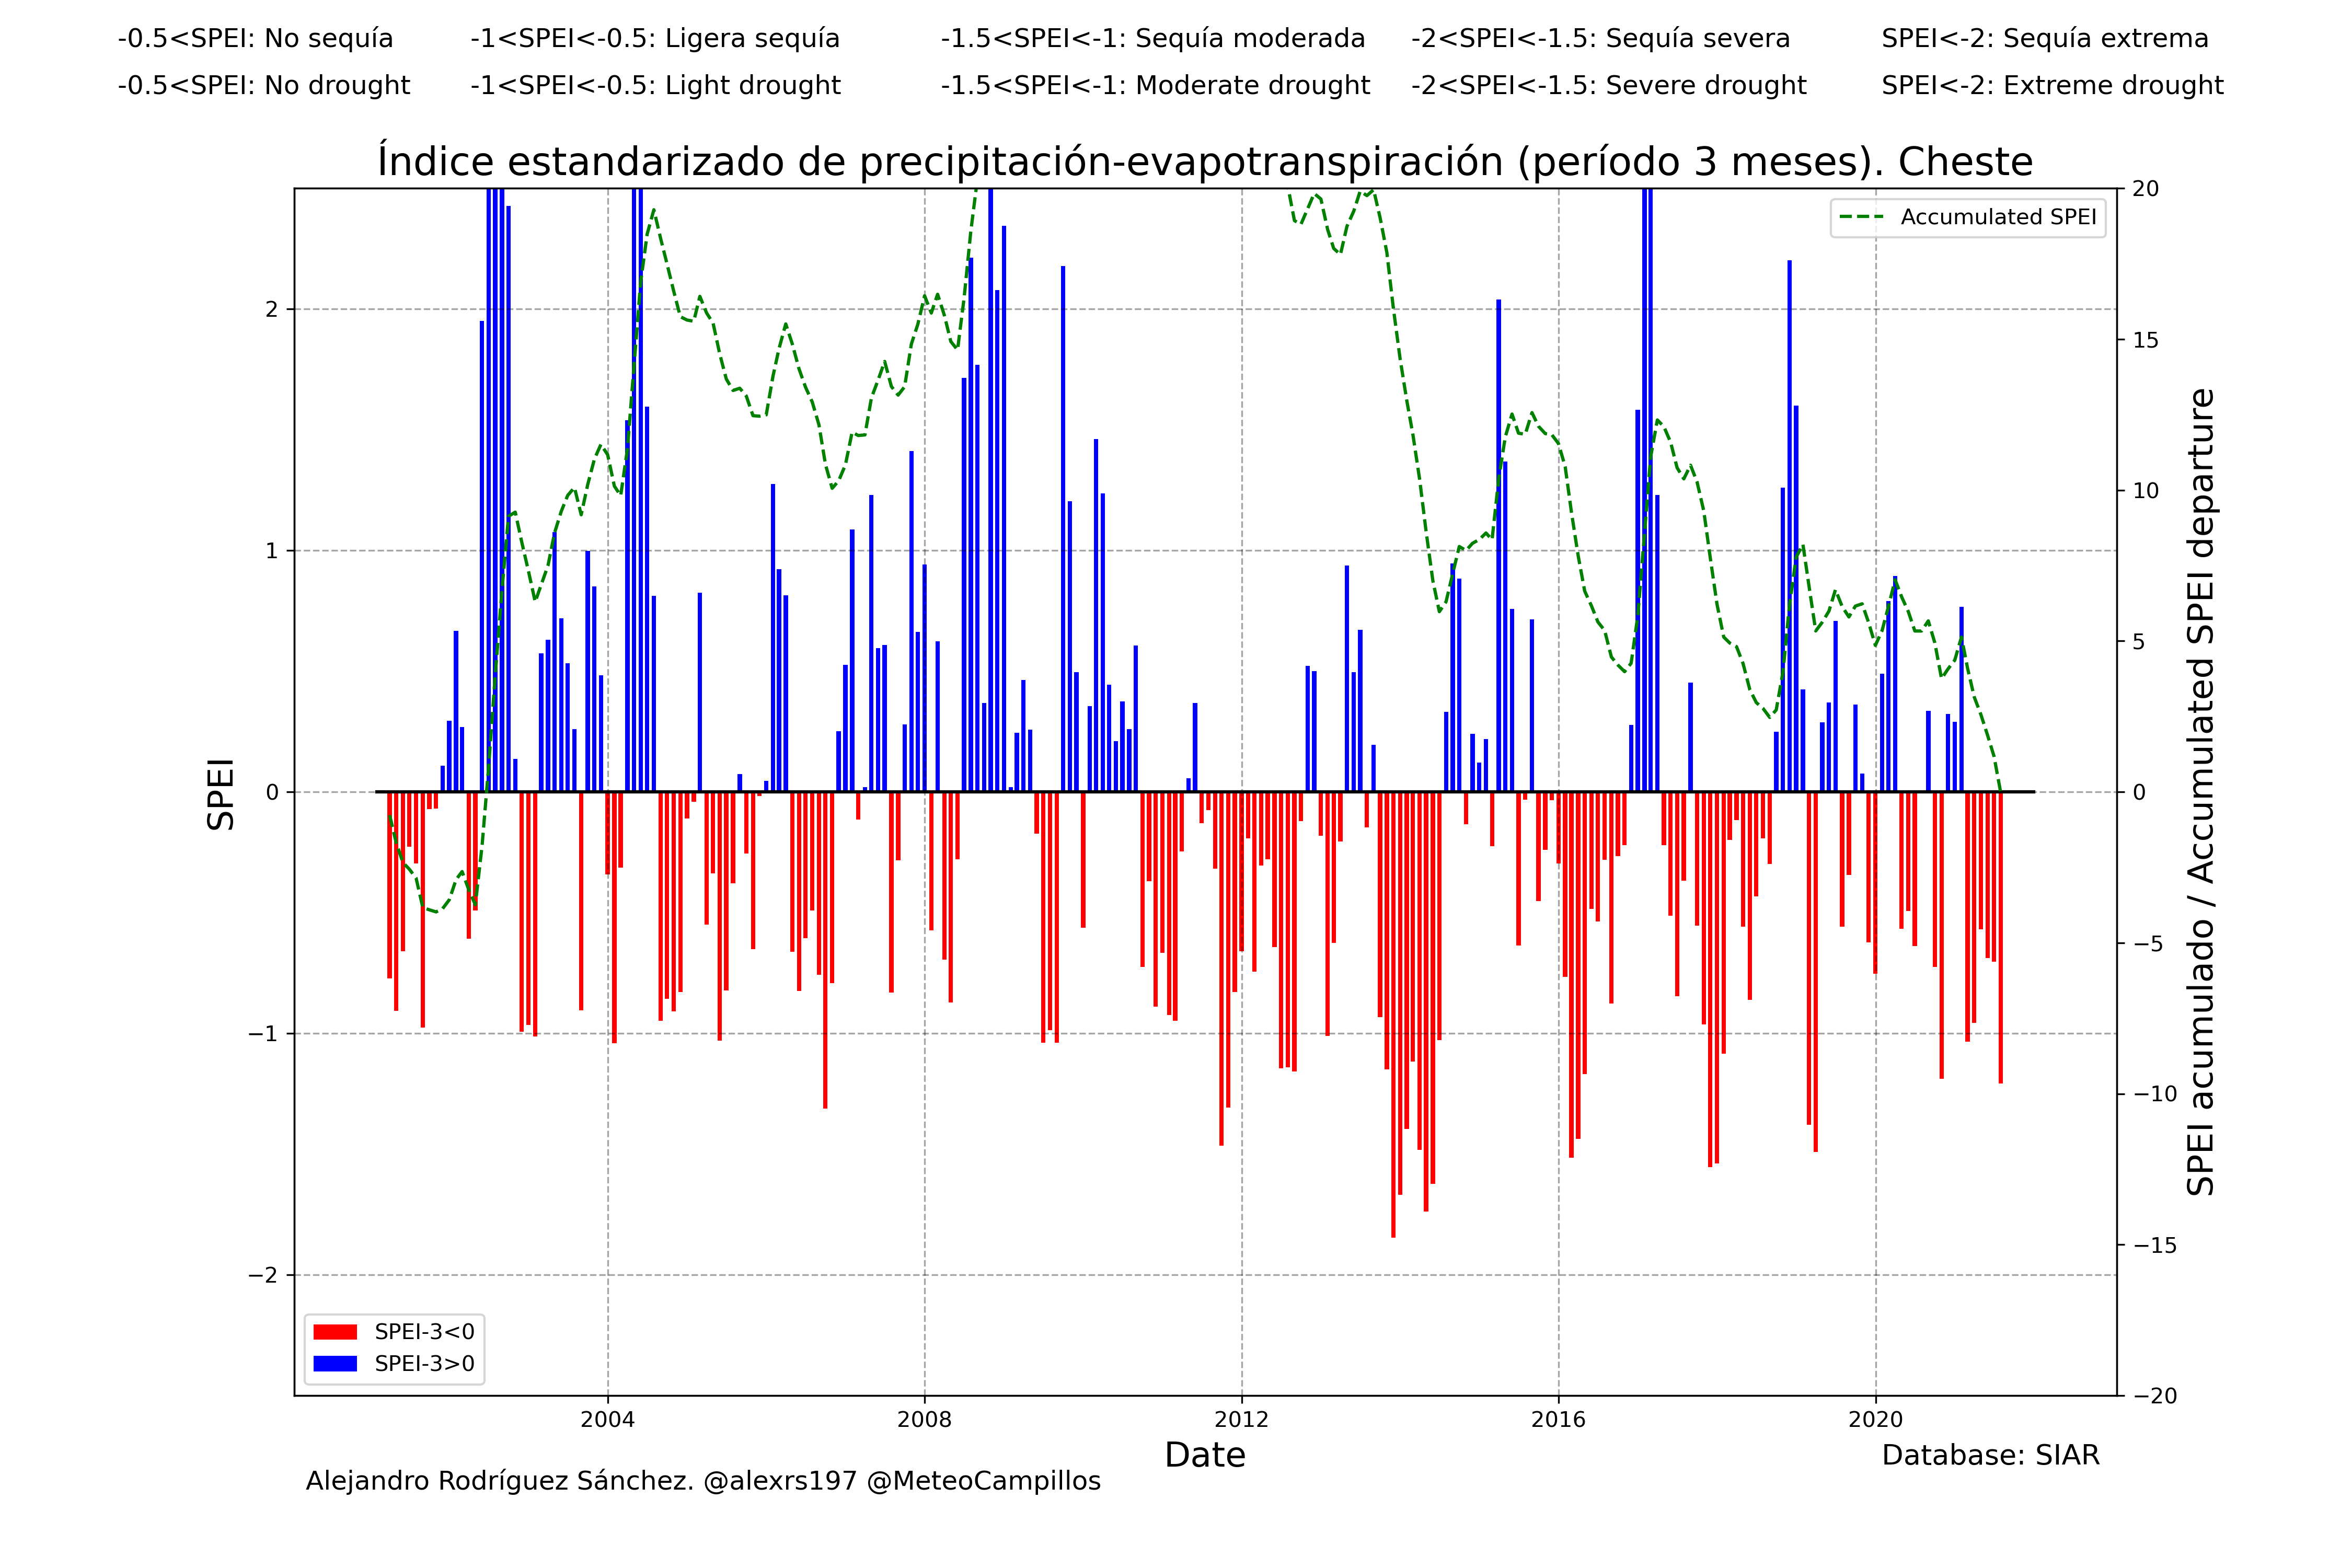 -0.5<SPEI: No sequía -1<SPEI<-0.5: Ligera sequía -1.5<SPEI<-1: Sequía moderada -2<SPEI<-1.5: Sequía severa SPEI<-2: Sequía extrema
-0.5<SPEI: No drought -1<SPEI<-0.5: Light drought -1.5<SPEI<-1: Moderate drought -2<SPEI<-1.5: Severe drought SPEI<-2: Extreme drought
Índice estandarizado de precipitación-evapotranspiración (período 3 meses). Cheste
Accumulated SPEI
SPEI
2
1
0
−1
−2
SPEI-3<0
SPEI-3>0
20
15
10
5
0
−5
−10
−15
−20
SPEI acumulado / Accumulated SPEI departure
2004 2008 2012 2016 2020
Date
Database: SIAR
Alejandro Rodríguez Sánchez. @alexrs197 @MeteoCampillos